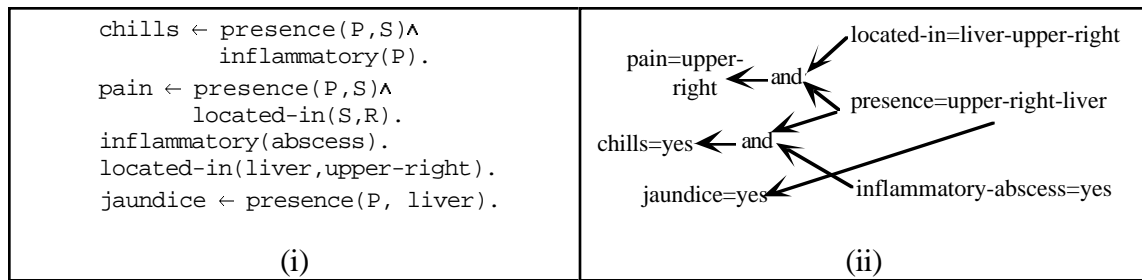 chills ← presence(P,S)∧
inflammatory(P).
pain ← presence(P,S)∧
located-in(S,R).
inflammatory(abscess).
located-in(liver,upper-right).
jaundice ← presence(P, liver).
(i)
located-in=liver-upper-right
pain=upper-
right
and
presence=upper-right-liver
chills=yes
and
jaundice=yes
inflammatory-abscess=yes
(ii)